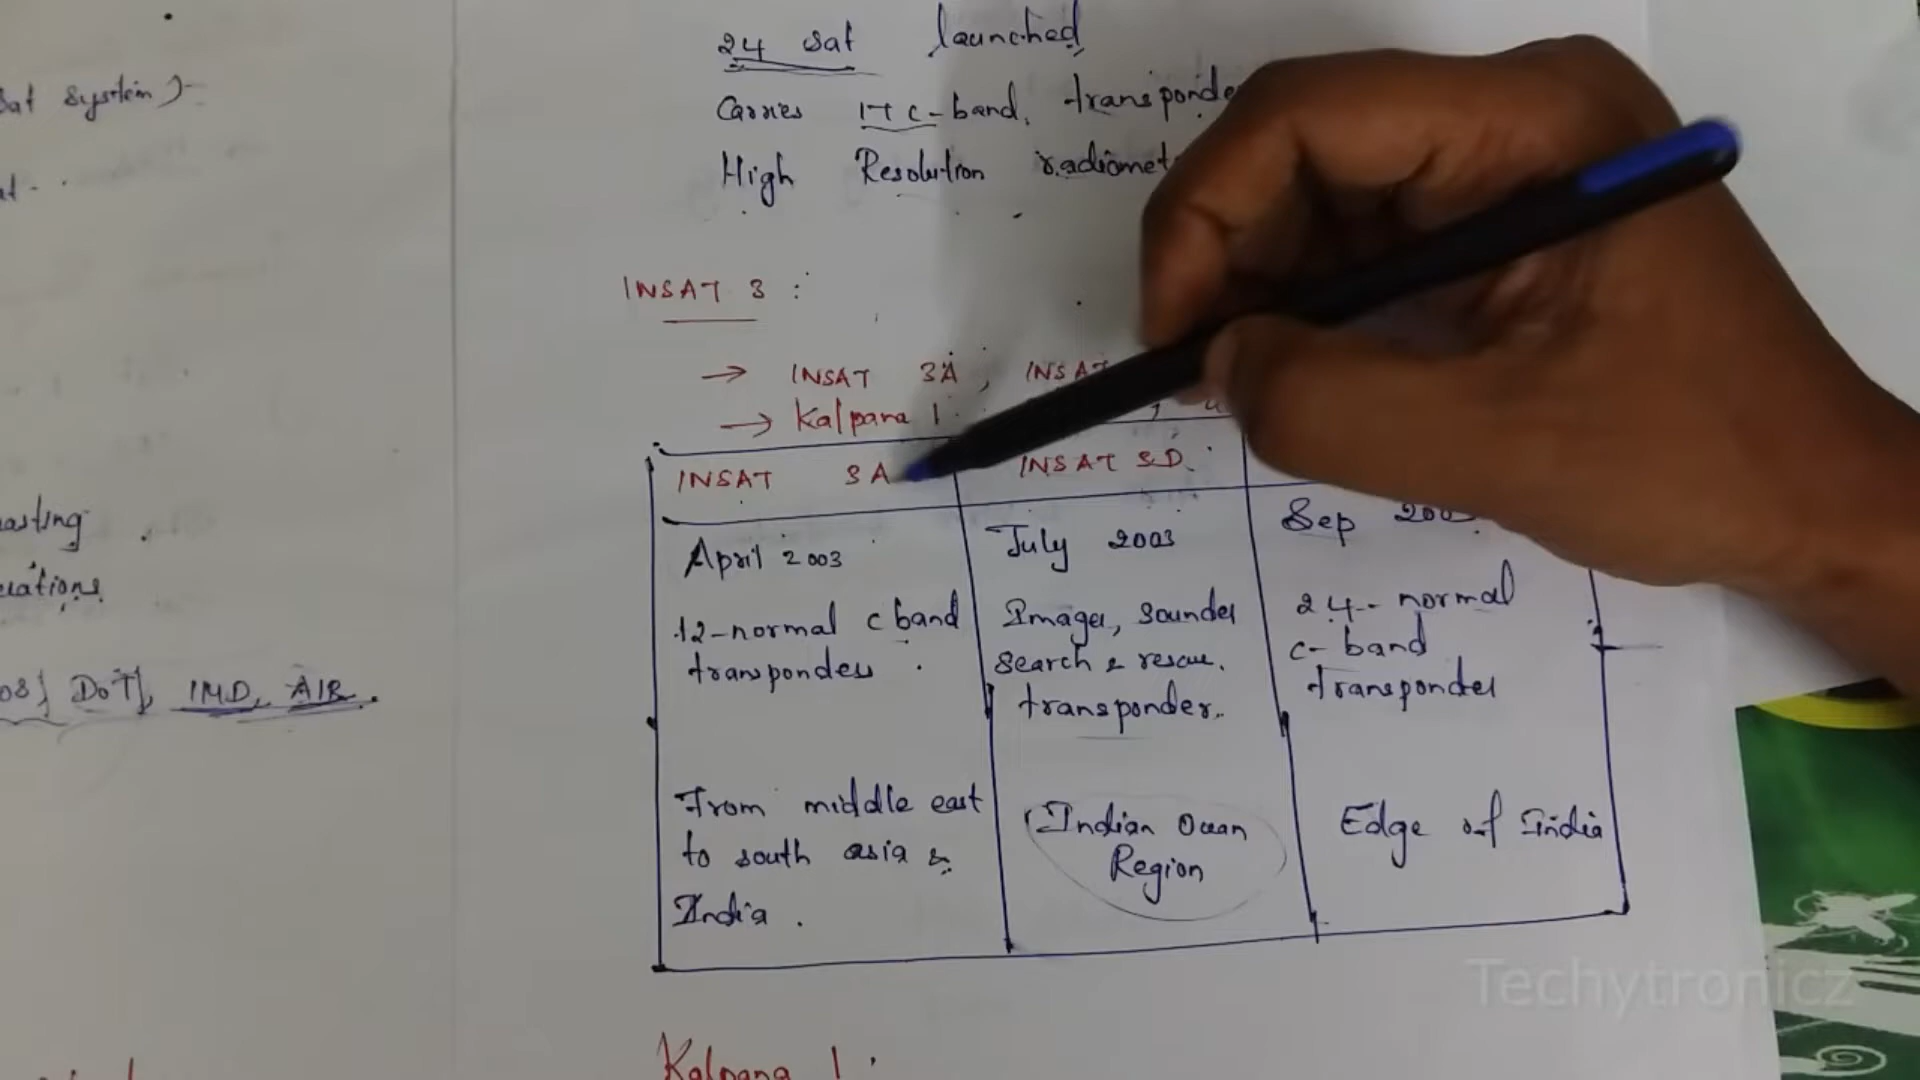 Sat System)-
asting
DoT), IMD, AIR.
24 Sat launched
Carries 17 c-band, transponde
High Resolution radiomet
INSAT 3 :
→ INSAT 3A, INSAT
→ Kalpana 1
INSAT 3A INSAT 3D
April 2003 July 2003 Sep
12-normal c band transponder
Imager, Sounder Search & rescue. transponder.
24-normal c-band transponder
From middle east to south asia & India.
Indian Ocean Region
Edge of India
Kalpana 1 :
Techytronicz